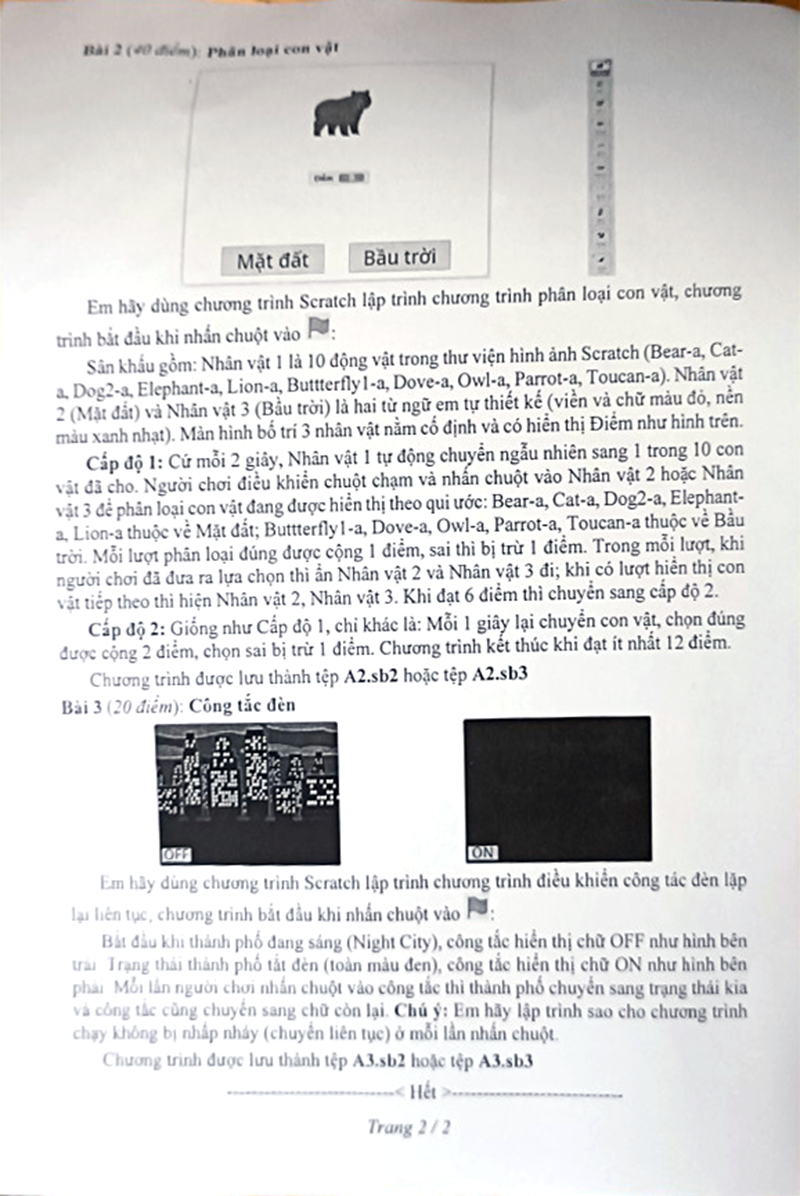 Bài 2 (40 điểm): Phân loại con vật
Điểm
Mặt đất
Bầu trời
Em hãy dùng chương trình Scratch lập trình chương trình phân loại con vật, chương
trình bắt đầu khi nhấn chuột vào :
Sân khấu gồm: Nhân vật 1 là 10 động vật trong thư viện hình ảnh Scratch (Bear-a, Cat-
a, Dog2-a, Elephant-a, Lion-a, Buttterfly1-a, Dove-a, Owl-a, Parrot-a, Toucan-a). Nhân vật
2 (Mặt đất) và Nhân vật 3 (Bầu trời) là hai từ ngữ em tự thiết kế (viền và chữ màu đỏ, nền
màu xanh nhạt). Màn hình bố trí 3 nhân vật nằm cố định và có hiển thị Điểm như hình trên.
Cấp độ 1: Cứ mỗi 2 giây, Nhân vật 1 tự động chuyển ngẫu nhiên sang 1 trong 10 con
vật đã cho. Người chơi điều khiển chuột chạm và nhấn chuột vào Nhân vật 2 hoặc Nhân
vật 3 để phân loại con vật đang được hiển thị theo qui ước: Bear-a, Cat-a, Dog2-a, Elephant-
a, Lion-a thuộc về Mặt đất; Buttterfly1-a, Dove-a, Owl-a, Parrot-a, Toucan-a thuộc về Bầu
trời. Mỗi lượt phân loại đúng được cộng 1 điểm, sai thì bị trừ 1 điểm. Trong mỗi lượt, khi
người chơi đã đưa ra lựa chọn thì ẩn Nhân vật 2 và Nhân vật 3 đi; khi có lượt hiển thị con
vật tiếp theo thì hiện Nhân vật 2, Nhân vật 3. Khi đạt 6 điểm thì chuyển sang cấp độ 2.
Cấp độ 2: Giống như Cấp độ 1, chỉ khác là: Mỗi 1 giây lại chuyển con vật, chọn đúng
được cộng 2 điểm, chọn sai bị trừ 1 điểm. Chương trình kết thúc khi đạt ít nhất 12 điểm.
Chương trình được lưu thành tệp A2.sb2 hoặc tệp A2.sb3
Bài 3 (20 điểm): Công tắc đèn
OFF
ON
Em hãy dùng chương trình Scratch lập trình chương trình điều khiển công tắc đèn lặp
lại liên tục, chương trình bắt đầu khi nhấn chuột vào :
Bắt đầu khi thành phố đang sáng (Night City), công tắc hiển thị chữ OFF như hình bên
trái. Trạng thái thành phố tắt đèn (toàn màu đen), công tắc hiển thị chữ ON như hình bên
phải. Mỗi lần người chơi nhấn chuột vào công tắc thì thành phố chuyển sang trạng thái kia
và công tắc cũng chuyển sang chữ còn lại. Chú ý: Em hãy lập trình sao cho chương trình
chạy không bị nhấp nháy (chuyển liên tục) ở mỗi lần nhấn chuột.
Chương trình được lưu thành tệp A3.sb2 hoặc tệp A3.sb3
----------------------------< Hết >----------------------------
Trang 2 / 2